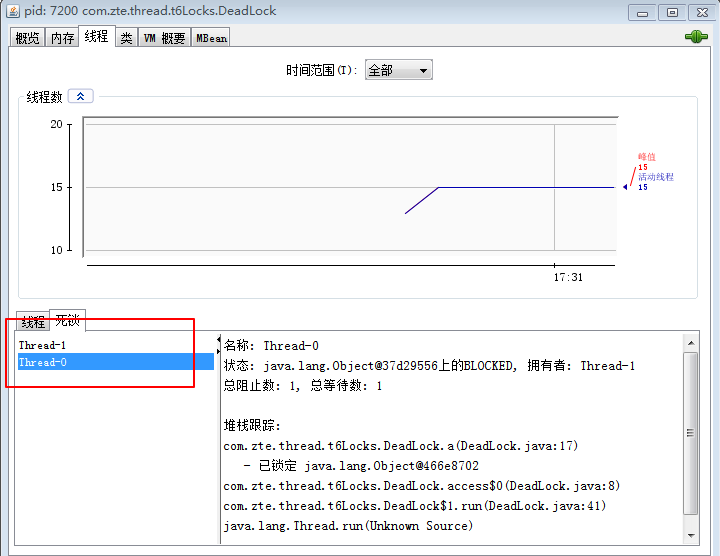 pid: 7200 com.zte.thread.t6Locks.DeadLock
概览 内存 线程 类 VM 概要 MBean
时间范围(T): 全部
线程数
20
15
10
峰值
15
活动线程
15
17:31
线程 死锁
Thread-1
Thread-0
名称: Thread-0
状态: java.lang.Object@37d29556上的BLOCKED, 拥有者: Thread-1
总阻止数: 1, 总等待数: 1
堆栈跟踪:
com.zte.thread.t6Locks.DeadLock.a(DeadLock.java:17)
- 已锁定 java.lang.Object@466e8702
com.zte.thread.t6Locks.DeadLock.access$0(DeadLock.java:8)
com.zte.thread.t6Locks.DeadLock$1.run(DeadLock.java:41)
java.lang.Thread.run(Unknown Source)